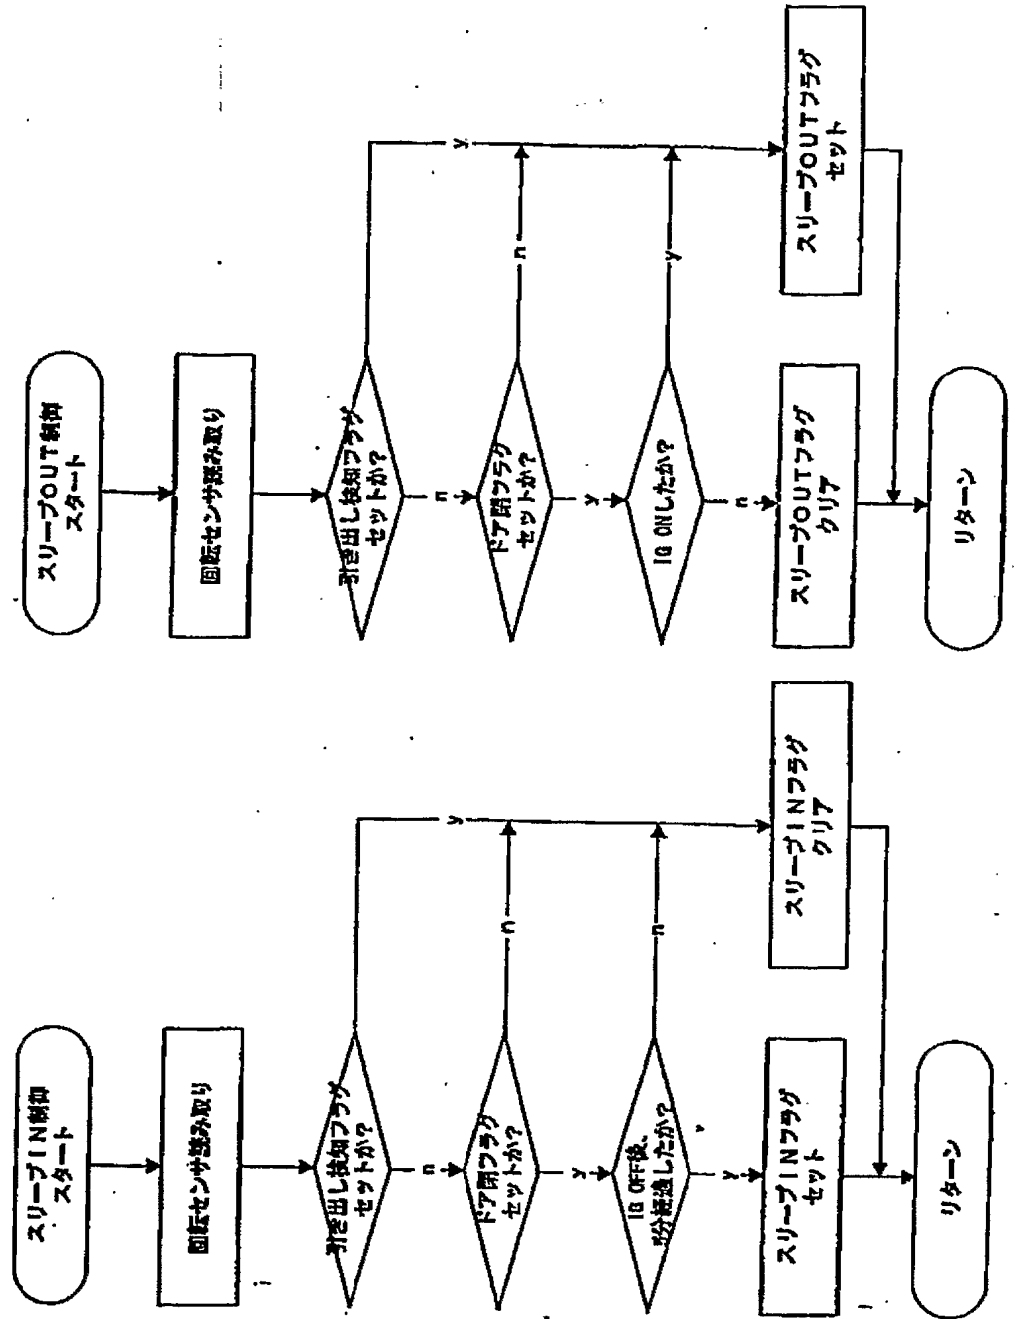 スリープIN制御
スタート
回転センサ読み取り
引き出し検知フラグ
セットか?
y
n
ドア閉フラグ
セットか?
n
y
IG OFF後、
5分経過したか?
n
y
スリープINフラグ
セット
スリープINフラグ
クリア
リターン
スリープOUT制御
スタート
回転センサ読み取り
引き出し検知フラグ
セットか?
y
n
ドア閉フラグ
セットか?
n
y
IG ONしたか?
y
n
スリープOUTフラグ
クリア
スリープOUTフラグ
セット
リターン